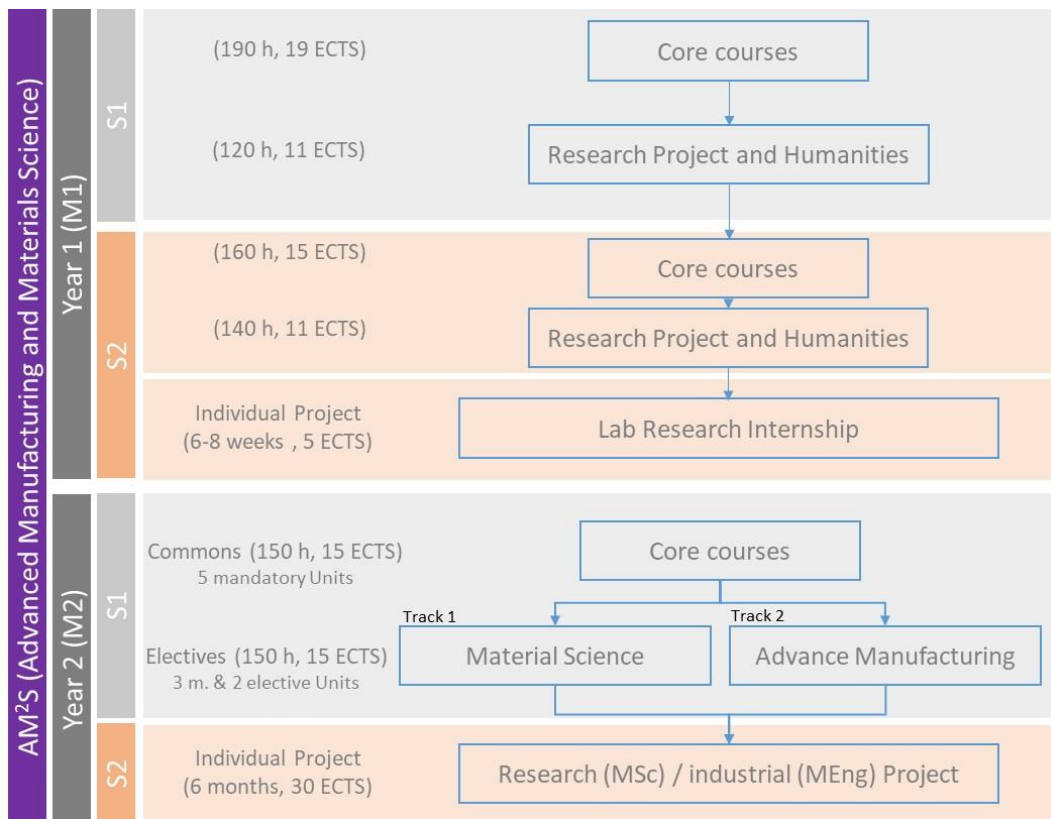 AM²S (Advanced Manufacturing and Materials Science)
Year 1 (M1)
S1
(190 h, 19 ECTS)
Core courses
(120 h, 11 ECTS)
Research Project and Humanities
S2
(160 h, 15 ECTS)
Core courses
(140 h, 11 ECTS)
Research Project and Humanities
Individual Project
(6-8 weeks , 5 ECTS)
Lab Research Internship
Year 2 (M2)
S1
Commons (150 h, 15 ECTS)
5 mandatory Units
Core courses
Track 1
Track 2
Electives (150 h, 15 ECTS)
3 m. & 2 elective Units
Material Science
Advance Manufacturing
S2
Individual Project
(6 months, 30 ECTS)
Research (MSc) / industrial (MEng) Project